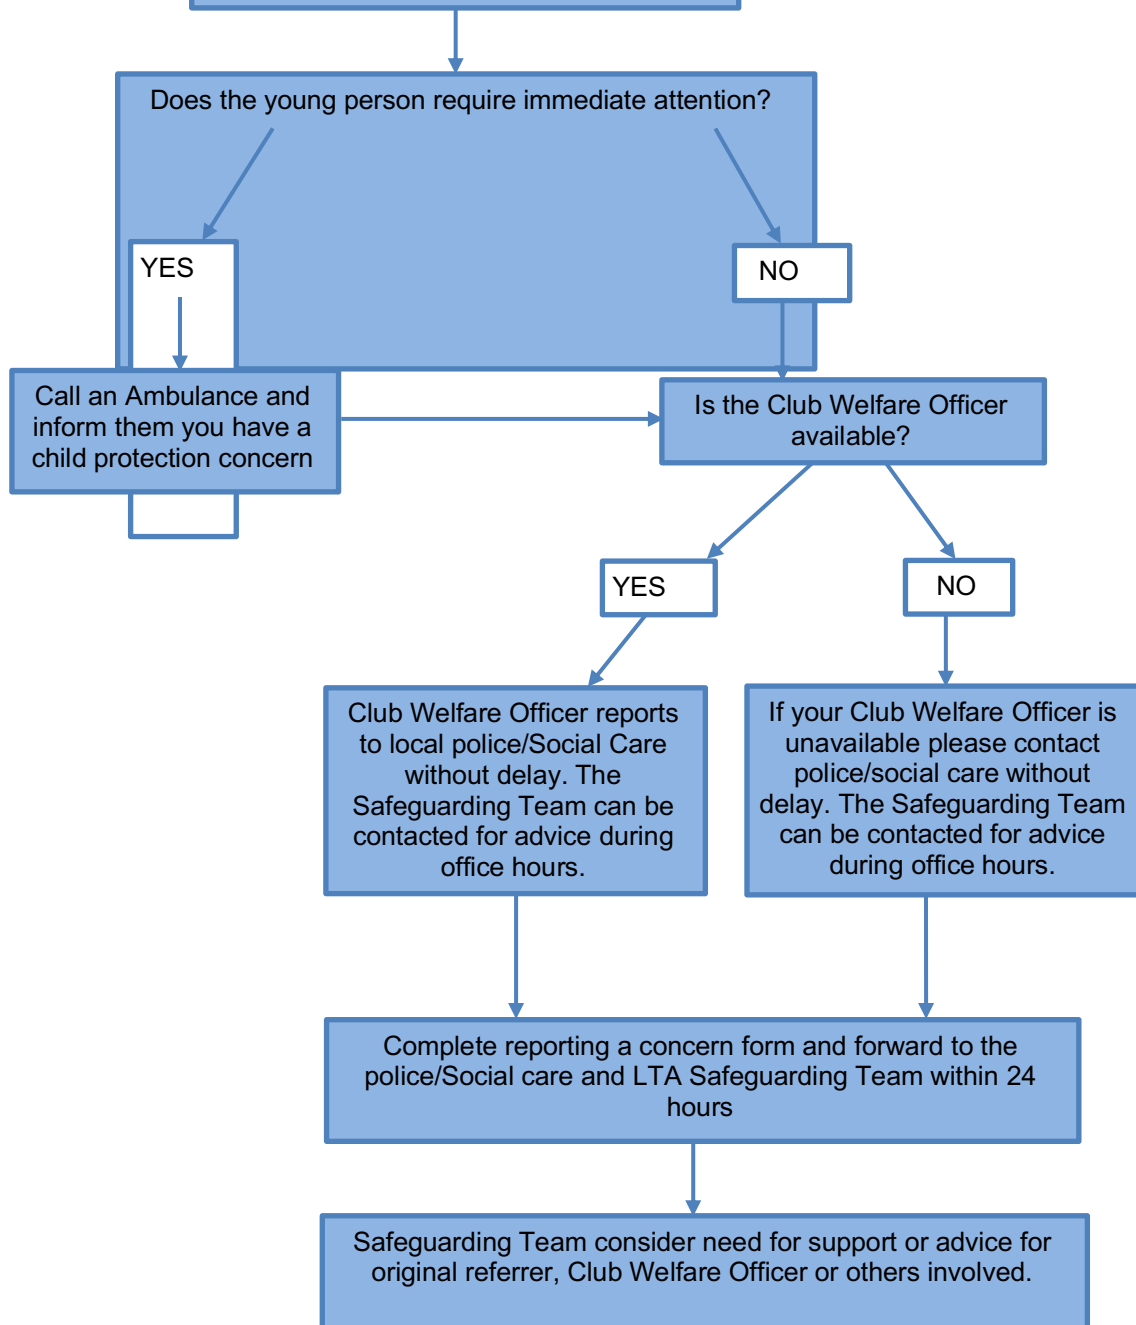 Does the young person require immediate attention?
YES
NO
Call an Ambulance and
inform them you have a
child protection concern
Is the Club Welfare Officer
available?
YES
NO
Club Welfare Officer reports
to local police/Social Care
without delay. The
Safeguarding Team can be
contacted for advice during
office hours.
If your Club Welfare Officer is
unavailable please contact
police/social care without
delay. The Safeguarding Team
can be contacted for advice
during office hours.
Complete reporting a concern form and forward to the
police/Social care and LTA Safeguarding Team within 24
hours
Safeguarding Team consider need for support or advice for
original referrer, Club Welfare Officer or others involved.